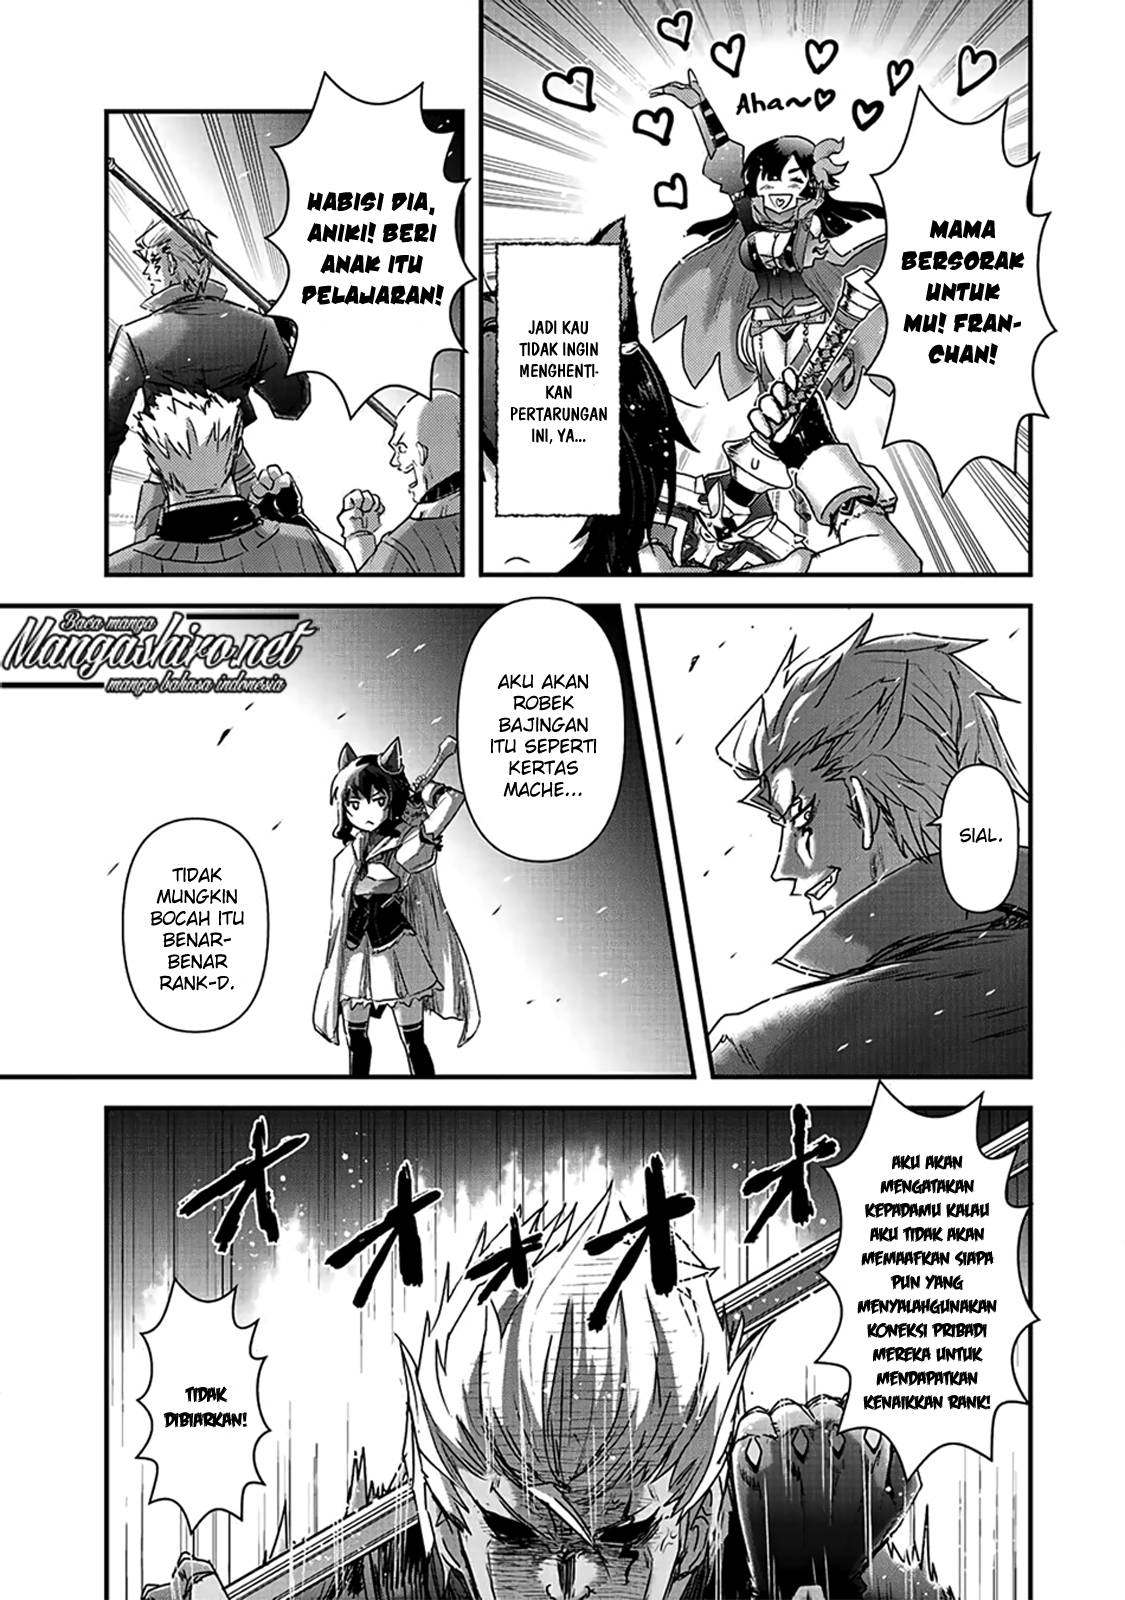 Aha~♡
MAMA
BERSORAK
UNTUK
MU! FRAN-
CHAN!
JADI KAU
TIDAK INGIN
MENGHENTI-
KAN
PERTARUNGAN
INI, YA...
HABISI DIA,
ANIKI! BERI
ANAK ITU
PELAJARAN!
Baca manga
Mangashiro.net
manga bahasa indonesia
SIAL.
AKU AKAN
ROBEK
BAJINGAN
ITU SEPERTI
KERTAS
MACHE...
TIDAK
MUNGKIN
BOCAH ITU
BENAR-
BENAR
RANK-D.
AKU AKAN
MENGATAKAN
KEPADAMU KALAU
AKU TIDAK AKAN
MEMAAFKAN SIAPA
PUN YANG
MENYALAHGUNAKAN
KONEKSI PRIBADI
MEREKA UNTUK
MENDAPATKAN
KENAIKKAN RANK!
オオオオオ
TIDAK
DIBIARKAN!